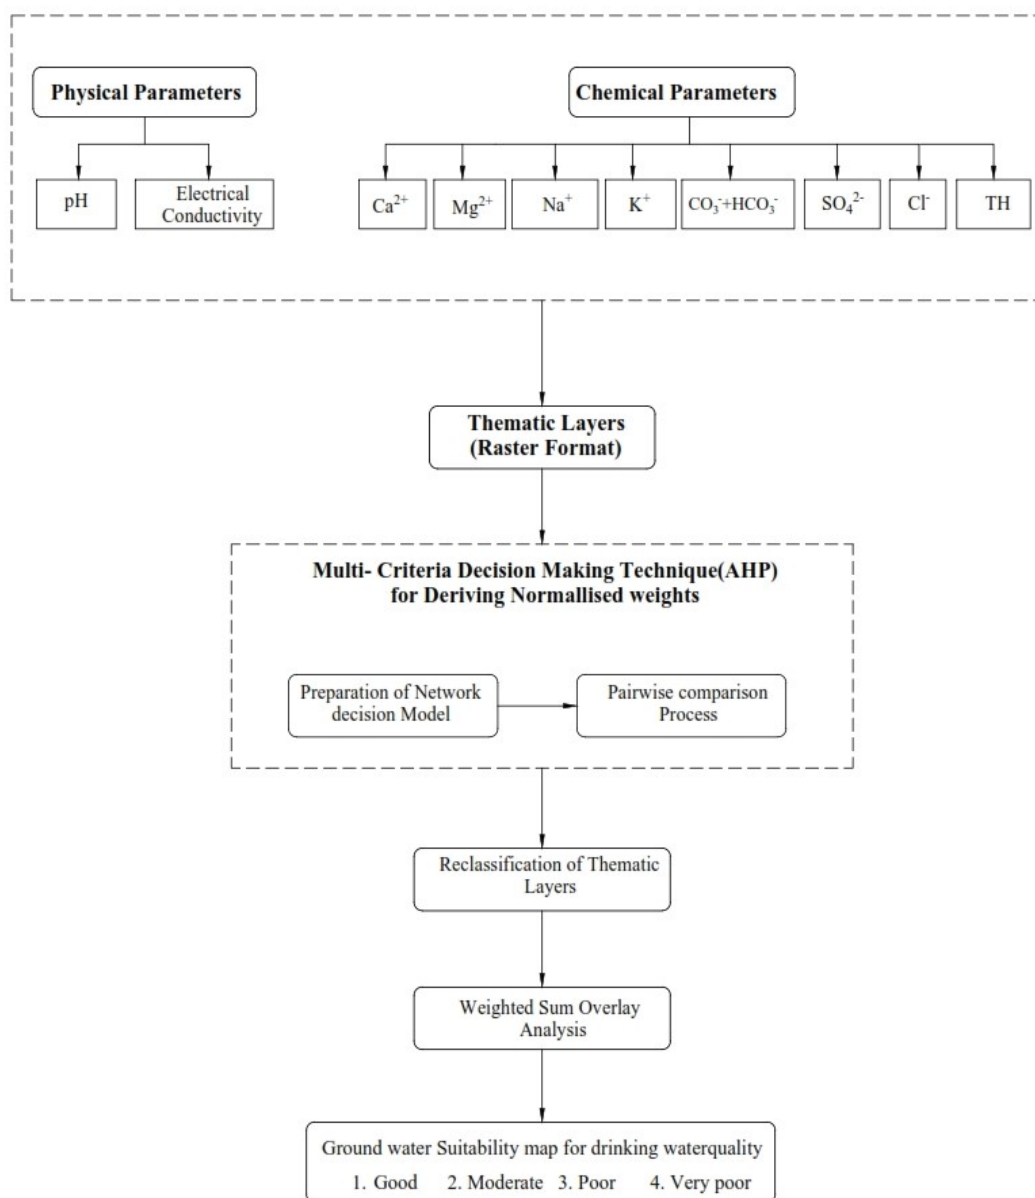 Physical Parameters
Chemical Parameters
pH
Electrical
Conductivity
Ca²⁺
Mg²⁺
Na⁺
K⁺
CO₃⁻+HCO₃⁻
SO₄²⁻
Cl⁻
TH
Thematic Layers
(Raster Format)
Multi- Criteria Decision Making Technique(AHP)
for Deriving Normallised weights
Preparation of Network
decision Model
Pairwise comparison
Process
Reclassification of Thematic
Layers
Weighted Sum Overlay
Analysis
Ground water Suitability map for drinking waterquality
1. Good 2. Moderate 3. Poor 4. Very poor